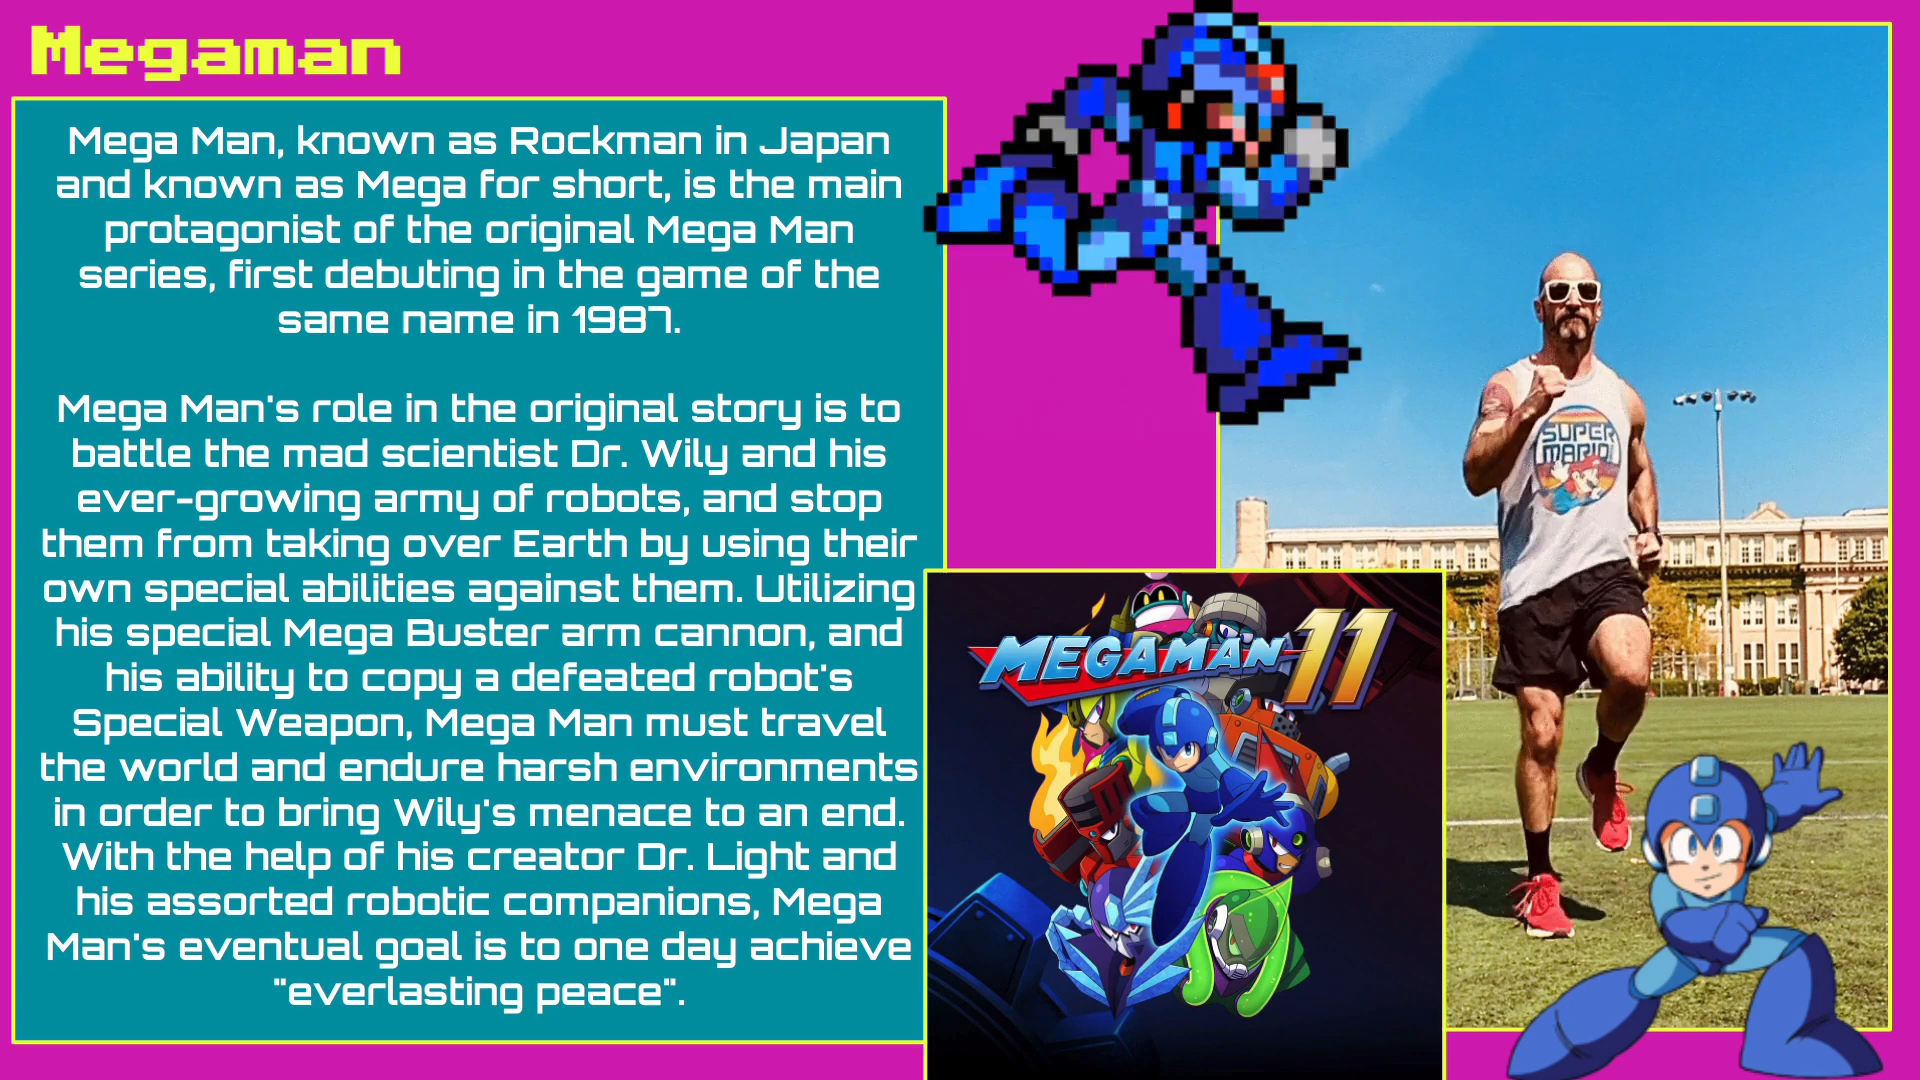 Megaman
Mega Man, known as Rockman in Japan
and known as Mega for short, is the main
protagonist of the original Mega Man
series, first debuting in the game of the
same name in 1987.
Mega Man's role in the original story is to
battle the mad scientist Dr. Wily and his
ever-growing army of robots, and stop
them from taking over Earth by using their
own special abilities against them. Utilizing
his special Mega Buster arm cannon, and
his ability to copy a defeated robot's
Special Weapon, Mega Man must travel
the world and endure harsh environments
in order to bring Wily's menace to an end.
With the help of his creator Dr. Light and
his assorted robotic companions, Mega
Man's eventual goal is to one day achieve
"everlasting peace".
SUPER
MARIO
MEGAMAN 11